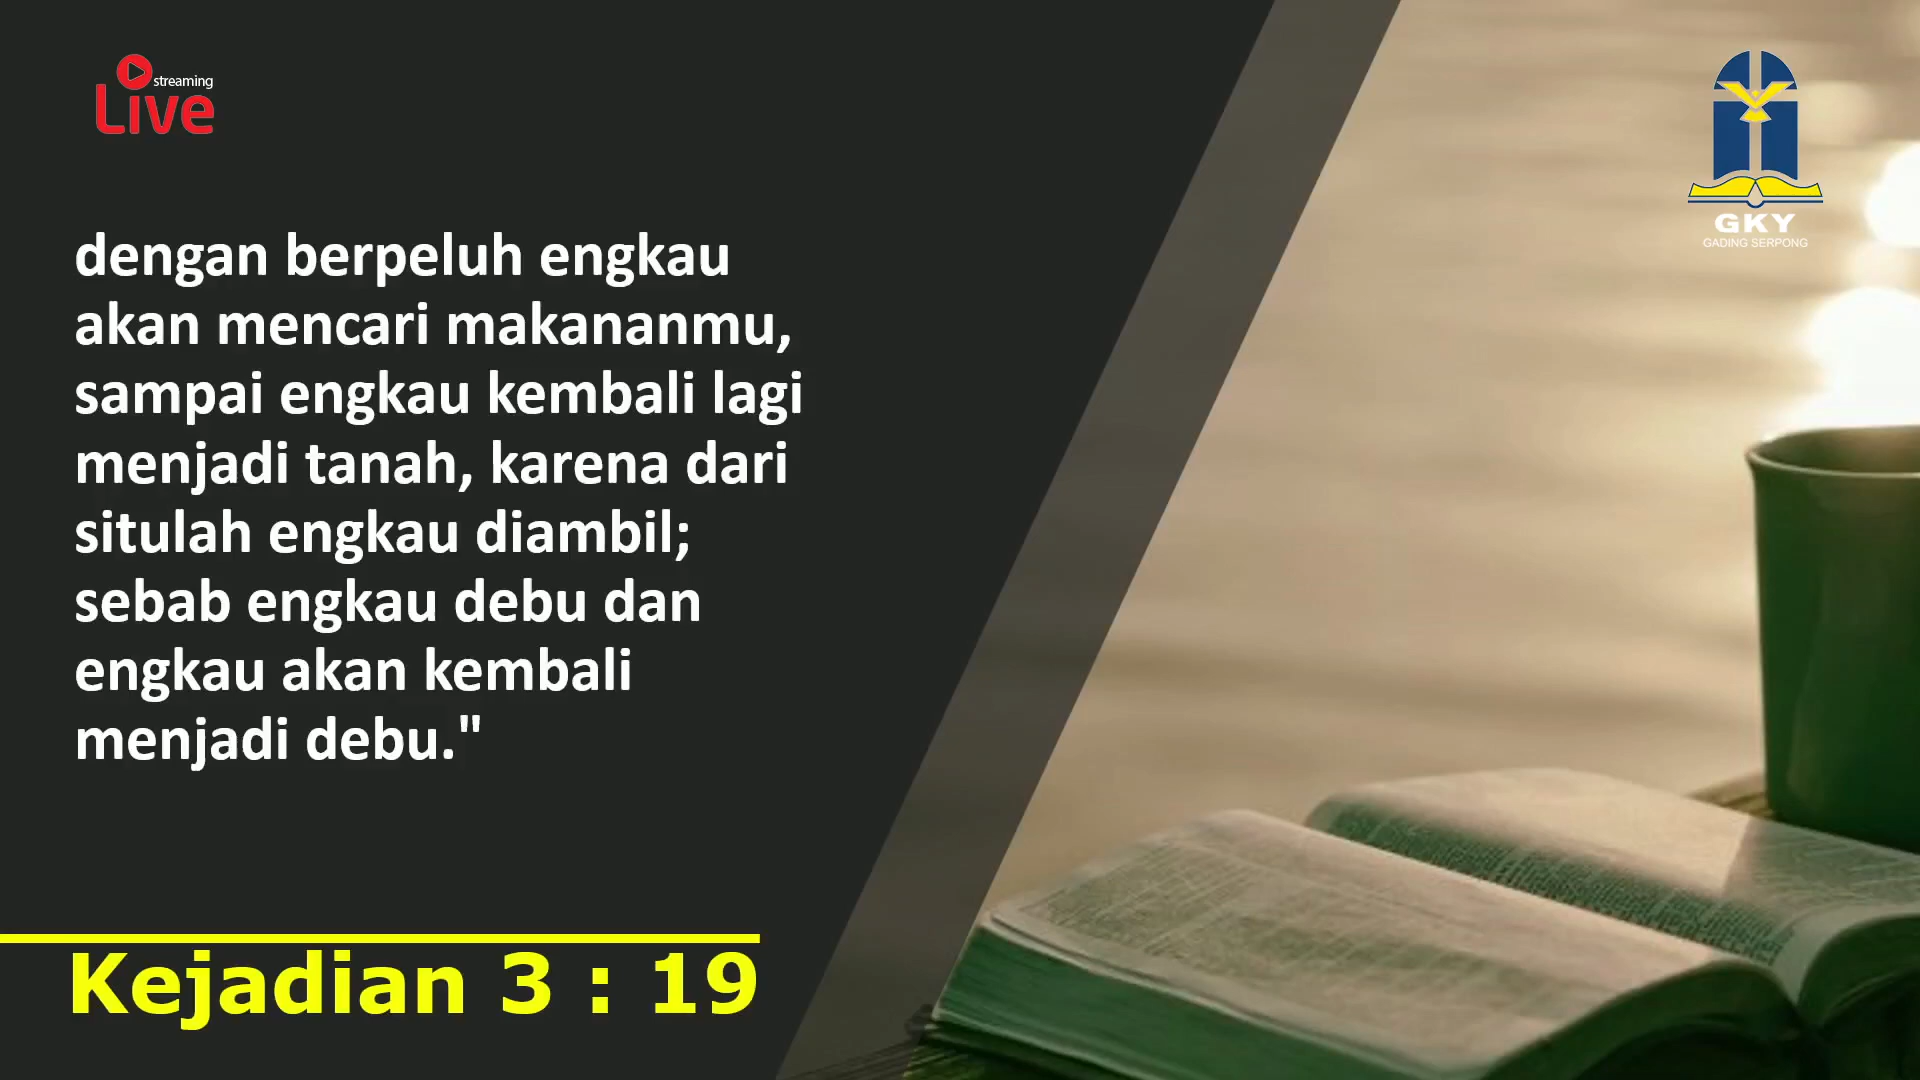 streaming
Live
GKY
GADING SERPONG
dengan berpeluh engkau
akan mencari makananmu,
sampai engkau kembali lagi
menjadi tanah, karena dari
situlah engkau diambil;
sebab engkau debu dan
engkau akan kembali
menjadi debu."
Kejadian 3 : 19